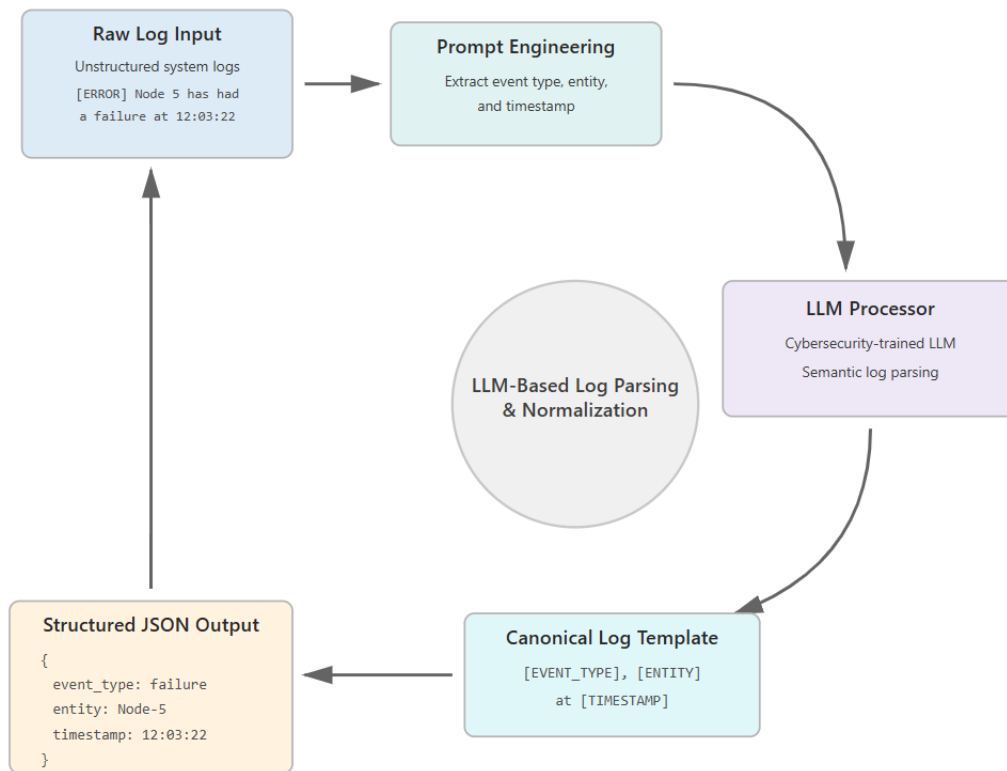 Raw Log Input
Unstructured system logs
[ERROR] Node 5 has had
a failure at 12:03:22
Prompt Engineering
Extract event type, entity,
and timestamp
LLM Processor
Cybersecurity-trained LLM
Semantic log parsing
LLM-Based Log Parsing
& Normalization
Canonical Log Template
[EVENT_TYPE], [ENTITY]
at [TIMESTAMP]
Structured JSON Output
{
event_type: failure
entity: Node-5
timestamp: 12:03:22
}